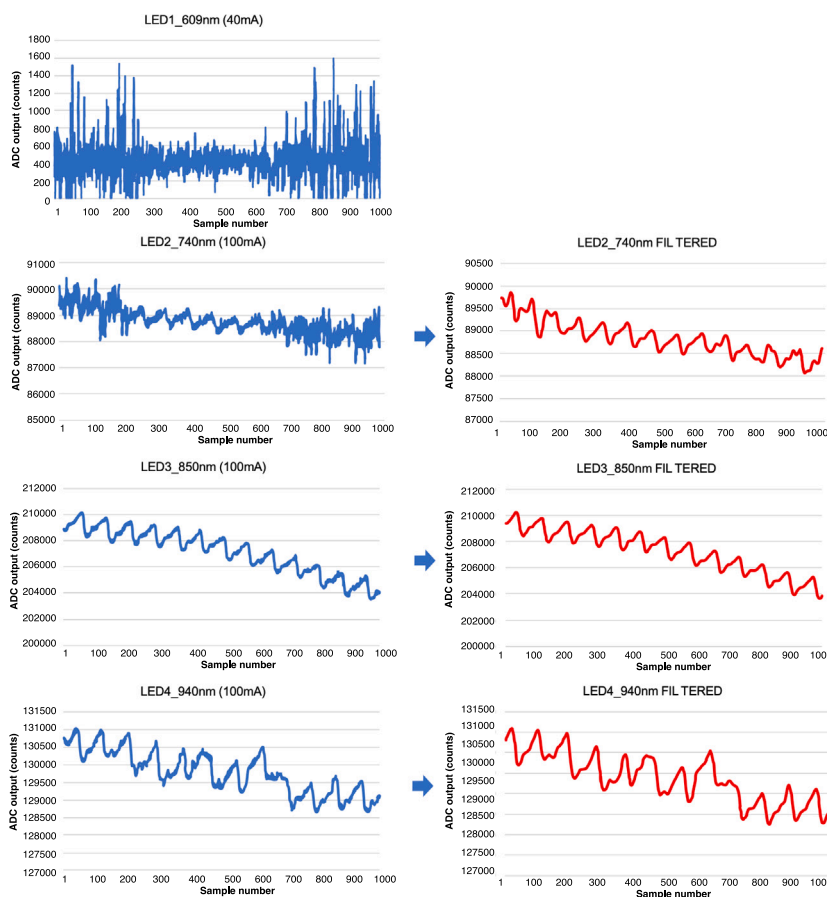 LED1_609nm (40mA)
ADC output (counts)
1800
1600
1400
1200
1000
800
600
400
200
0
1 100 200 300 400 500 600 700 800 900 1000
Sample number
LED2_740nm (100mA)
ADC output (counts)
91000
90000
89000
88000
87000
86000
85000
1 100 200 300 400 500 600 700 800 900 1000
Sample number
LED2_740nm FIL TERED
ADC output (counts)
90500
90000
89500
89000
88500
88000
87500
87000
1 100 200 300 400 500 600 700 800 900 1000
Sample number
LED3_850nm (100mA)
ADC output (counts)
212000
210000
208000
206000
204000
202000
200000
1 100 200 300 400 500 600 700 800 900 1000
Sample number
LED3_850nm FIL TERED
ADC output (counts)
212000
210000
208000
206000
204000
202000
200000
1 100 200 300 400 500 600 700 800 900 1000
Sample number
LED4_940nm (100mA)
ADC output (counts)
131500
131000
130500
130000
129500
129000
128500
128000
127500
127000
1 100 200 300 400 500 600 700 800 900 1000
Sample number
LED4_940nm FIL TERED
ADC output (counts)
131500
131000
130500
130000
129500
129000
128500
128000
127500
127000
1 100 200 300 400 500 600 700 800 900 1000
Sample number